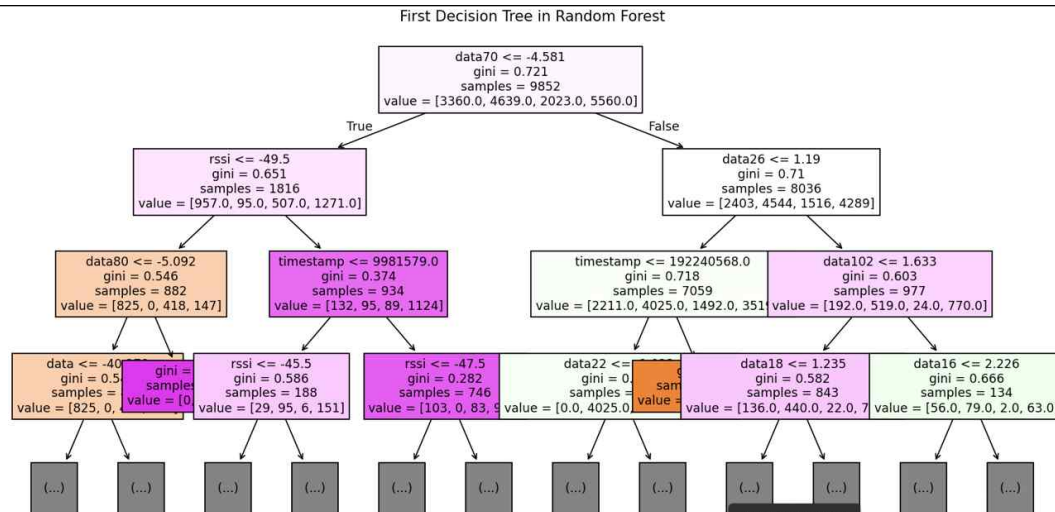 First Decision Tree in Random Forest
data70 <= -4.581
gini = 0.721
samples = 9852
value = [3360.0, 4639.0, 2023.0, 5560.0]
True
False
rssi <= -49.5
gini = 0.651
samples = 1816
value = [957.0, 95.0, 507.0, 1271.0]
data26 <= 1.19
gini = 0.71
samples = 8036
value = [2403, 4544, 1516, 4289]
data80 <= -5.092
gini = 0.546
samples = 882
value = [825, 0, 418, 147]
timestamp <= 9981579.0
gini = 0.374
samples = 934
value = [132, 95, 89, 1124]
timestamp <= 192240568.0
gini = 0.718
samples = 7059
value = [2211.0, 4025.0, 1492.0, 351
data102 <= 1.633
gini = 0.603
samples = 977
value = [192.0, 519.0, 24.0, 770.0]
data <= -40
gini = 0.5
samples =
value = [825, 0,
gini =
samples
value = [0,
rssi <= -45.5
gini = 0.586
samples = 188
value = [29, 95, 6, 151]
rssi <= -47.5
gini = 0.282
samples = 746
value = [103, 0, 83, 9
data22 <=
gini = 0.
samples =
value = [0.0, 4025.0,
value =
data18 <= 1.235
gini = 0.582
samples = 843
value = [136.0, 440.0, 22.0, 7
data16 <= 2.226
gini = 0.666
samples = 134
value = [56.0, 79.0, 2.0, 63.0
(...)
(...)
(...)
(...)
(...)
(...)
(...)
(...)
(...)
(...)
(...)
(...)